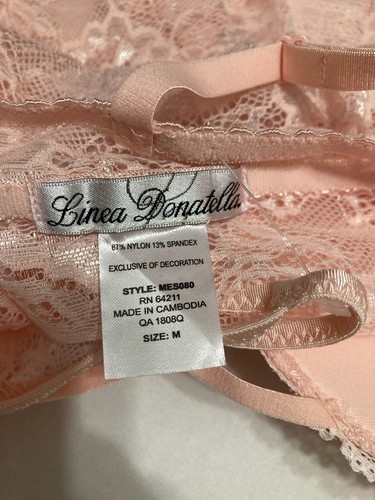 Linea Donatella
87% NYLON 13% SPANDEX
EXCLUSIVE OF DECORATION
STYLE: MES080
RN 64211
MADE IN CAMBODIA
QA 1808Q
SIZE: M